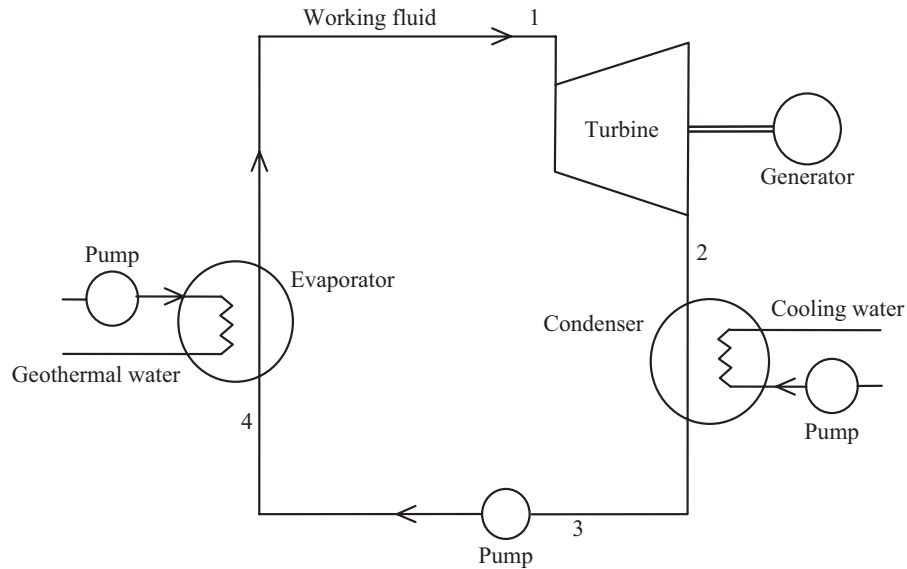 Working fluid
1
Turbine
Generator
Pump
2
Evaporator
Cooling water
Condenser
Geothermal water
4
Pump
3
Pump